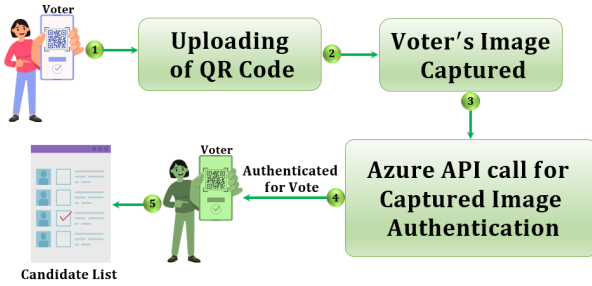 Voter
1
Uploading
of QR Code
2
Voter's Image
Captured
3
Azure API call for
Captured Image
Authentication
4
Authenticated
for Vote
Voter
5
Candidate List